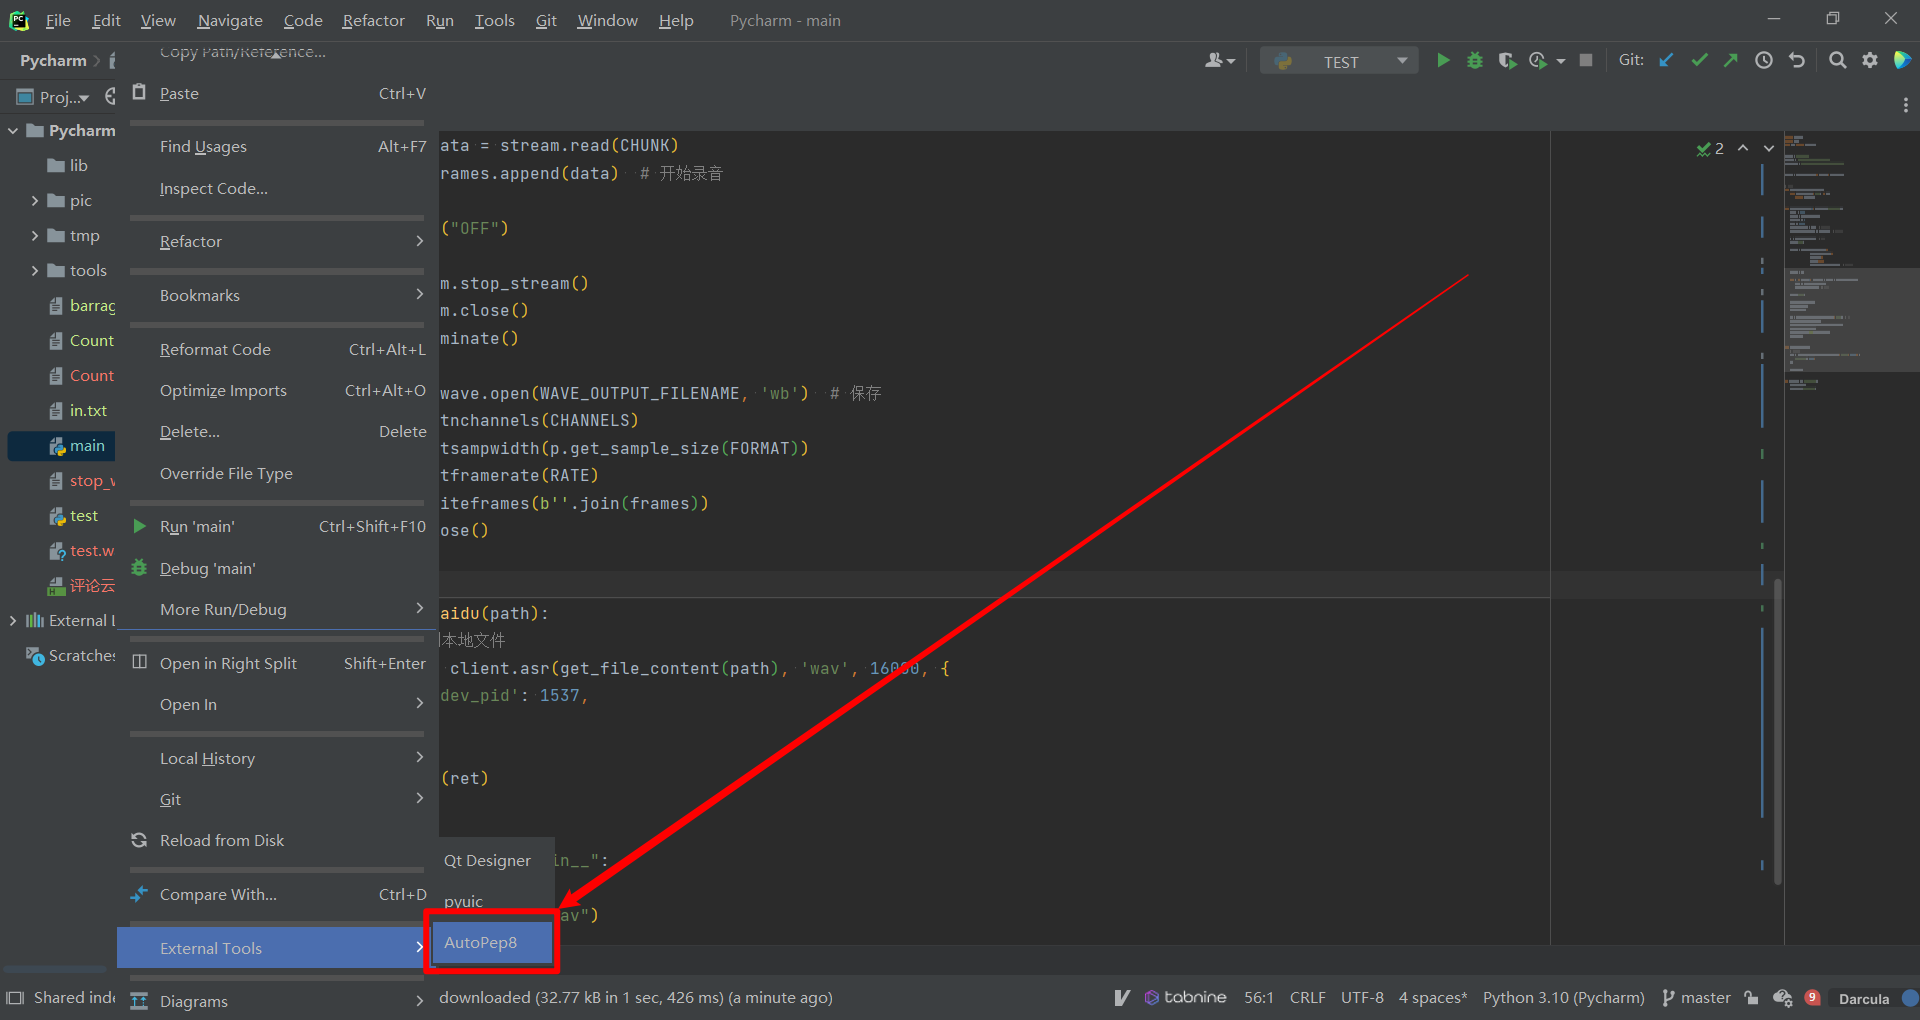 File Edit View Navigate Code Refactor Run Tools Git Window Help Pycharm - main
Pycharm
TEST
Git:
Proj...
Pycharm
lib
pic
tmp
tools
barrag
Count
Count
in.txt
main
stop_w
test
test.w
评论云
External L
Scratches
Copy Path/Reference...
Paste Ctrl+V
Find Usages Alt+F7
Inspect Code...
Refactor
Bookmarks
Reformat Code Ctrl+Alt+L
Optimize Imports Ctrl+Alt+O
Delete... Delete
Override File Type
Run 'main' Ctrl+Shift+F10
Debug 'main'
More Run/Debug
Open in Right Split Shift+Enter
Open In
Local History
Git
Reload from Disk
Compare With... Ctrl+D
External Tools
Diagrams
Qt Designer
pyuic
AutoPep8
2
ata = stream.read(CHUNK)
rames.append(data) # 开始录音
("OFF")
m.stop_stream()
m.close()
minate()
wave.open(WAVE_OUTPUT_FILENAME, 'wb') # 保存
tnchannels(CHANNELS)
tsampwidth(p.get_sample_size(FORMAT))
tframerate(RATE)
iteframes(b''.join(frames))
ose()
aidu(path):
本地文件
client.asr(get_file_content(path), 'wav', 16000, {
dev_pid': 1537,
(ret)
in__":
av")
Shared inde
downloaded (32.77 kB in 1 sec, 426 ms) (a minute ago)
tabnine 56:1 CRLF UTF-8 4 spaces* Python 3.10 (Pycharm) master 9 Darcula